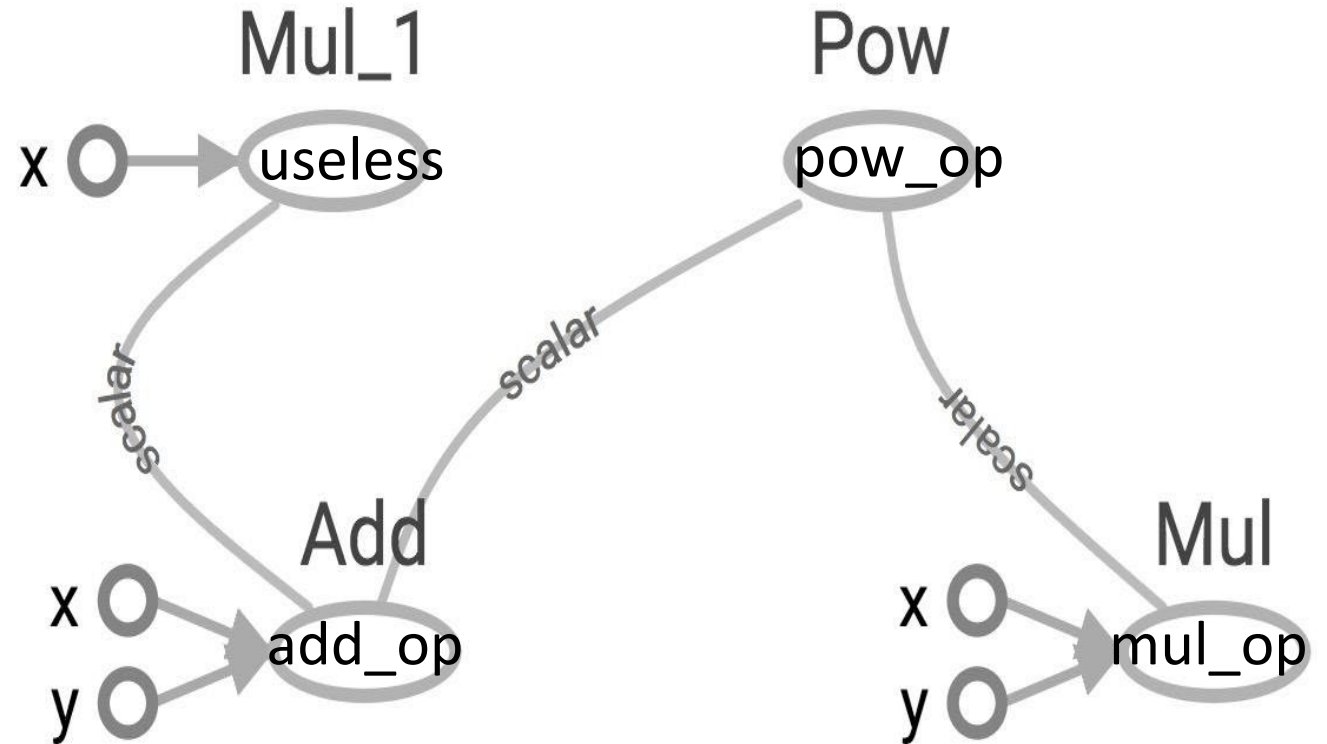 Mul_1
Pow
x
useless
pow_op
scalar
scalar
scalar
Add
Mul
x
x
add_op
mul_op
y
y